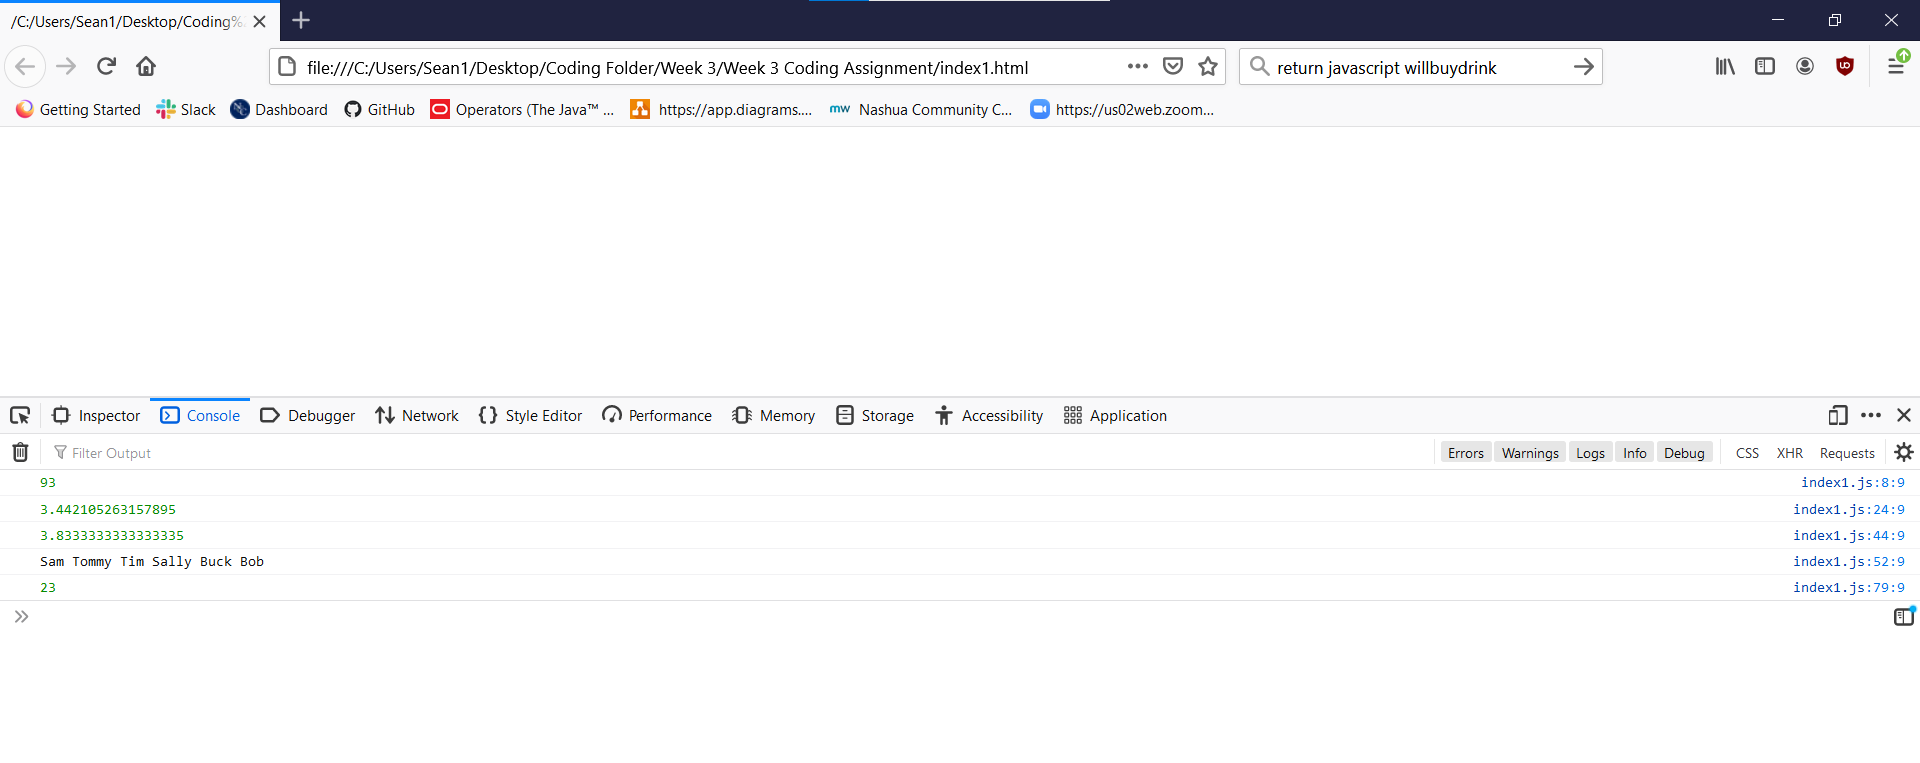 /C:/Users/Sean1/Desktop/Coding%
file:///C:/Users/Sean1/Desktop/Coding Folder/Week 3/Week 3 Coding Assignment/index1.html
return javascript willbuydrink
Getting Started Slack Dashboard GitHub Operators (The Java™ ... https://app.diagrams.... mw Nashua Community C... https://us02web.zoom...
Inspector Console Debugger Network Style Editor Performance Memory Storage Accessibility Application
Filter Output Errors Warnings Logs Info Debug CSS XHR Requests
93 index1.js:8:9
3.442105263157895 index1.js:24:9
3.8333333333333335 index1.js:44:9
Sam Tommy Tim Sally Buck Bob index1.js:52:9
23 index1.js:79:9